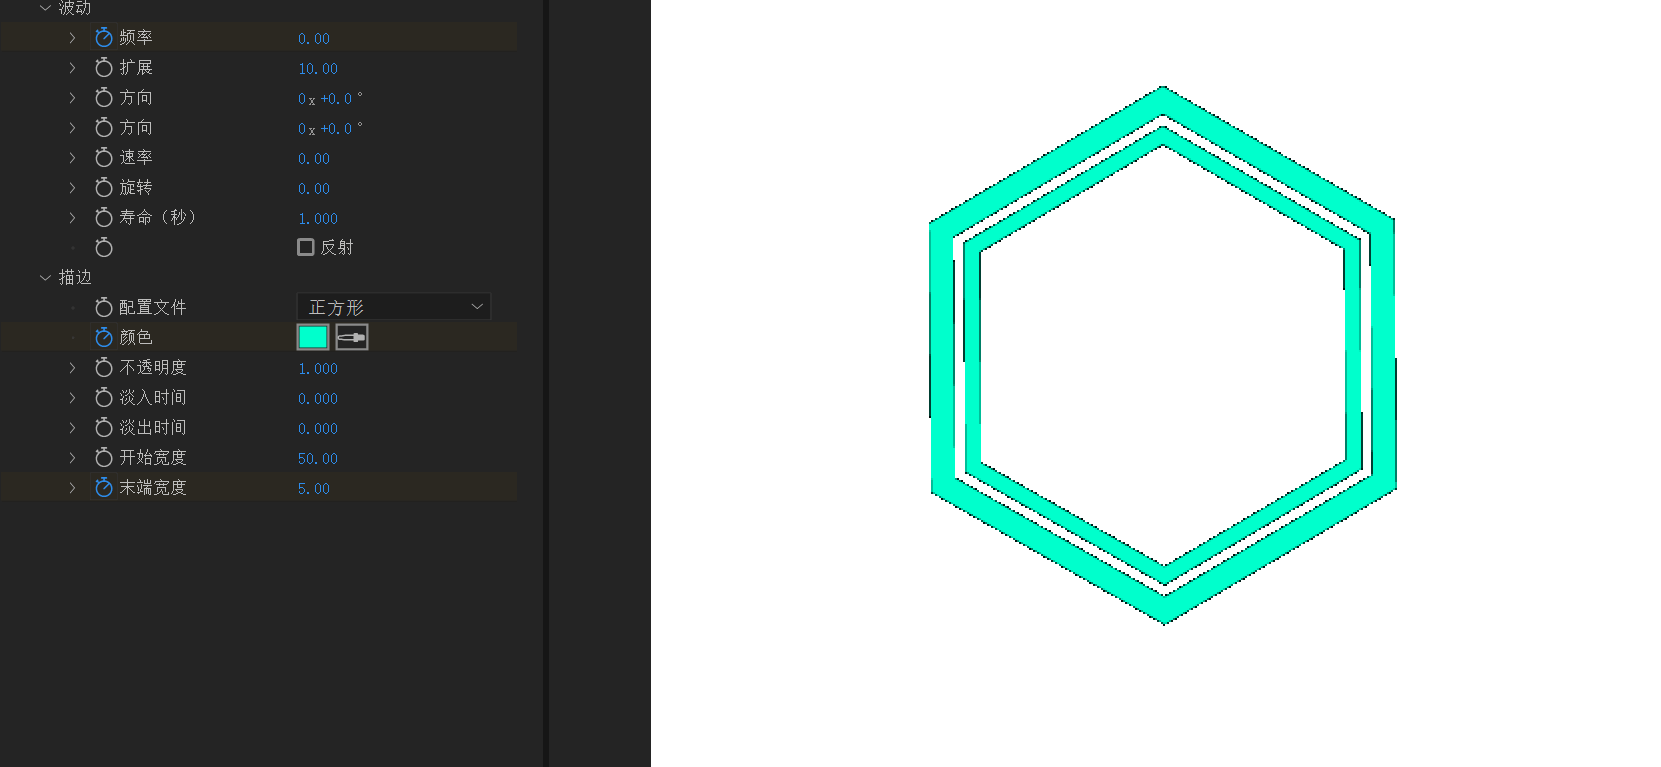 波动
频率 0.00
扩展 10.00
方向 0x+0.0°
方向 0x+0.0°
速率 0.00
旋转 0.00
寿命（秒） 1.000
反射
描边
配置文件 正方形
颜色
不透明度 1.000
淡入时间 0.000
淡出时间 0.000
开始宽度 50.00
末端宽度 5.00